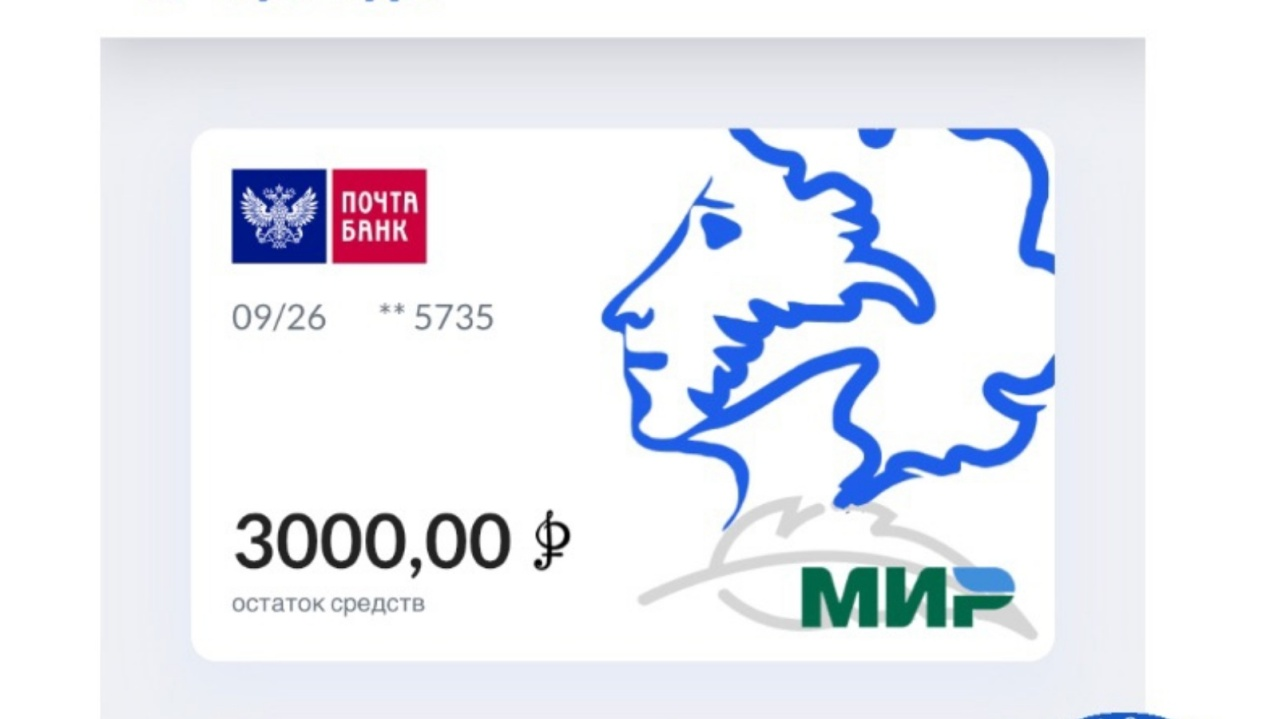 ПОЧТА
БАНК
09/26 ** 5735
3000,00 ₽
остаток средств
МИР